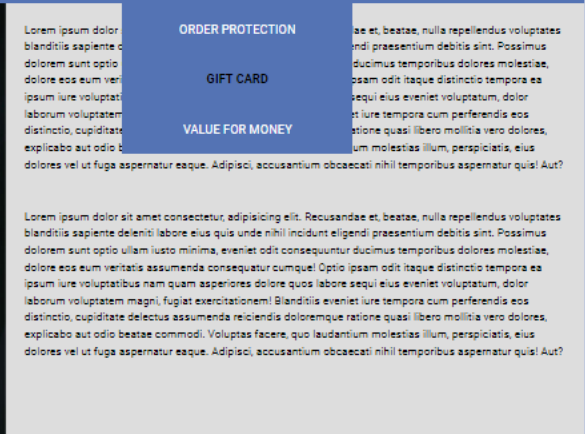 ORDER PROTECTION
GIFT CARD
VALUE FOR MONEY
Lorem ipsum dolor lae et, beatae, nulla repellendus voluptates
blanditiis sapiente endi praesentium debitis sint. Possimus
dolorem sunt optio ducimus temporibus dolores molestiae,
dolore eos eum psam odit itaque distinctio tempora ea
ipsum iure sequi eius eveniet voluptatum, dolor
laborum voluptatem et iure tempora cum perferendis eos
distinctio, cupiditate ratione quasi libero mollitia vero dolores,
explicabo aut odio um molestias illum, perspiciatis, eius
dolores vel ut fuga aspernatur eaque. Adipisci, accusantium obcaecati nihil temporibus aspernatur quis! Aut?
Lorem ipsum dolor sit amet consectetur, adipisicing elit. Recusandae et, beatae, nulla repellendus voluptates
blanditiis sapiente deleniti labore eius quis unde nihil incidunt eligendi praesentium debitis sint. Possimus
dolorem sunt optio ullam iusto minima, eveniet odit consequuntur ducimus temporibus dolores molestiae,
dolore eos eum veritatis assumenda consequatur cumque! Optio ipsam odit itaque distinctio tempora ea
ipsum iure voluptatibus nam quam asperiores dolore quos labore sequi eius eveniet voluptatum, dolor
laborum voluptatem magni, fugiat exercitationem! Blanditiis eveniet iure tempora cum perferendis eos
distinctio, cupiditate delectus assumenda reiciendis doloremque ratione quasi libero mollitia vero dolores,
explicabo aut odio beatae commodi. Voluptas facere, quo laudantium molestias illum, perspiciatis, eius
dolores vel ut fuga aspernatur eaque. Adipisci, accusantium obcaecati nihil temporibus aspernatur quis! Aut?